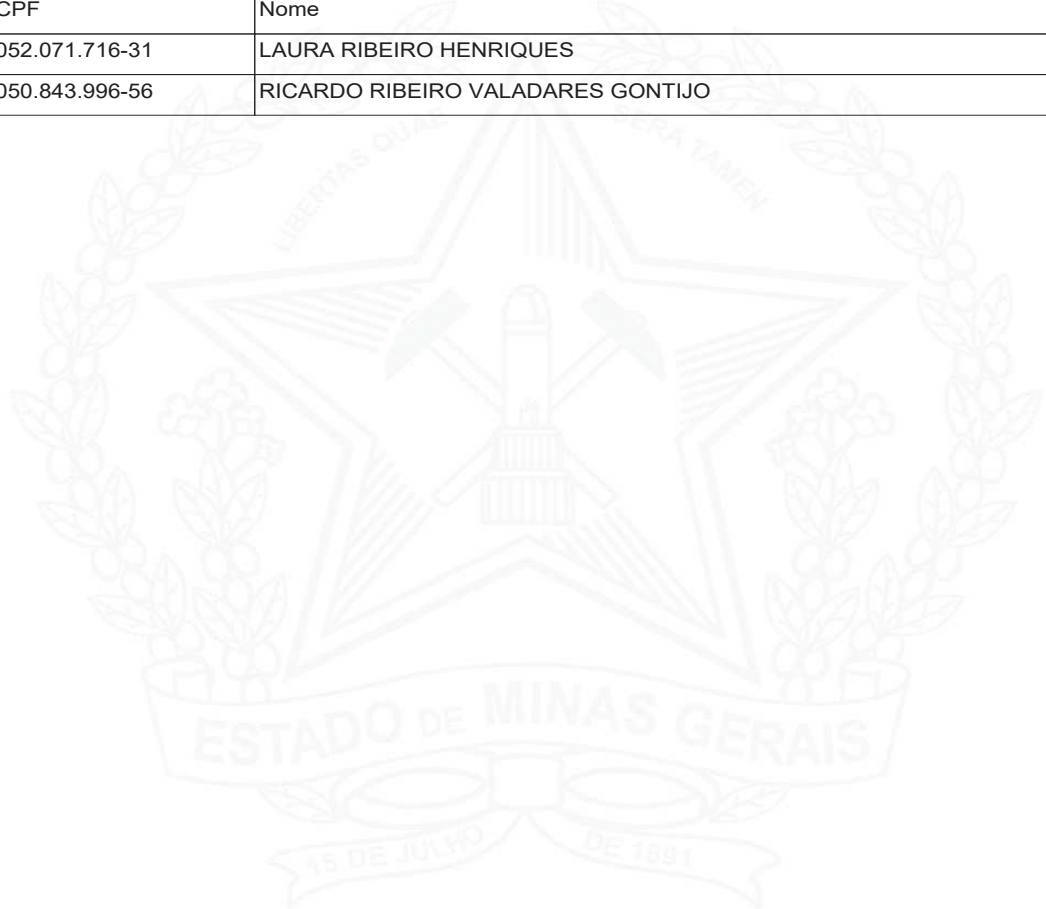 CPF Nome
052.071.716-31 LAURA RIBEIRO HENRIQUES
050.843.996-56 RICARDO RIBEIRO VALADARES GONTIJO
LIBERTAS QUAE SERA TAMEN
ESTADO DE MINAS GERAIS
15 DE JULHO DE 1891